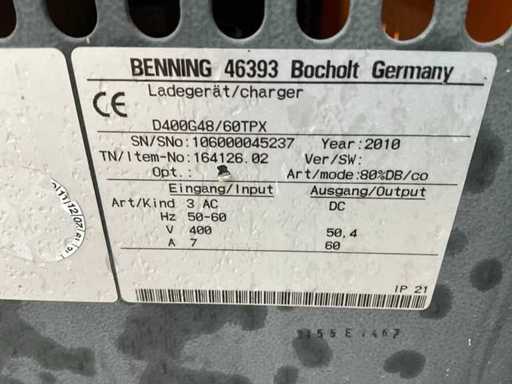 BENNING 46393 Bocholt Germany
CE
Ladegerät/charger
D400G48/60TPX
SN/SNo: 106000045237 Year: 2010
TN/Item-No: 164126.02 Ver/SW:
Opt.: Art/mode: 80%DB/co
Eingang/Input Ausgang/Output
Art/Kind 3 AC DC
Hz 50-60
V 400 50,4
A 7 60
IP 21